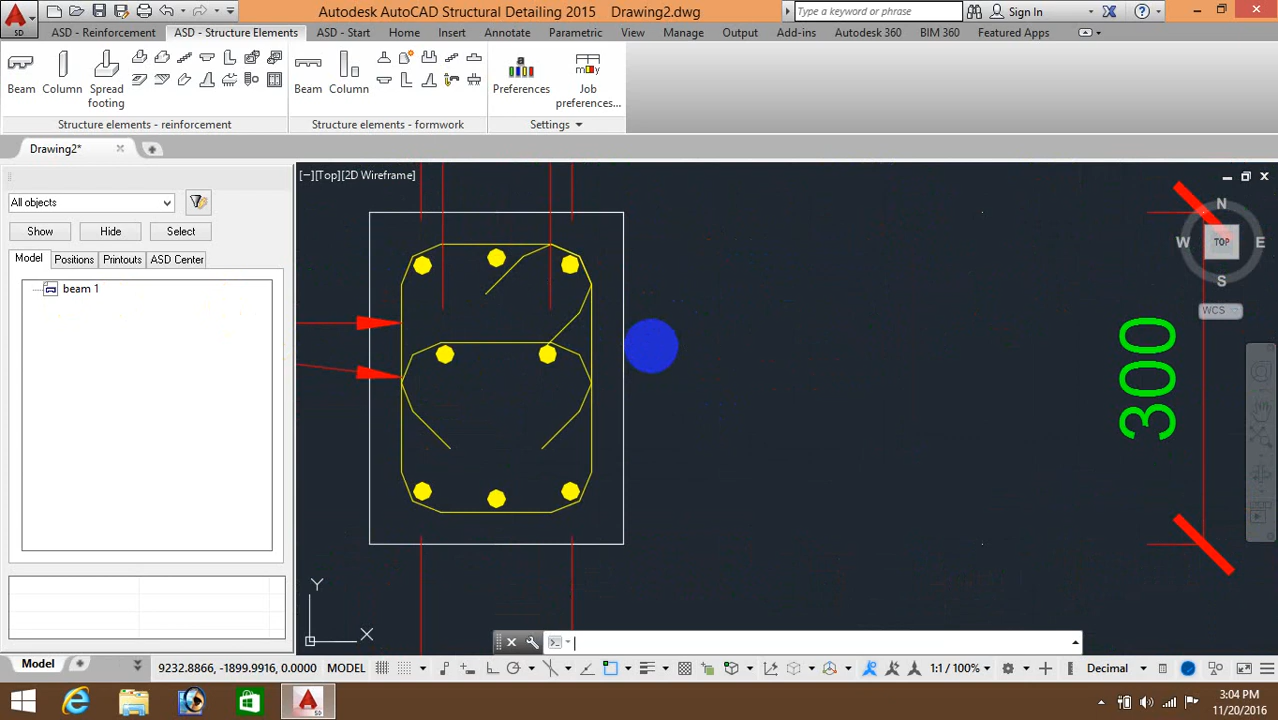 Autodesk AutoCAD Structural Detailing 2015 Drawing2.dwg
Type a keyword or phrase
Sign In
SD
ASD - Reinforcement
ASD - Structure Elements
ASD - Start
Home
Insert
Annotate
Parametric
View
Manage
Output
Add-ins
Autodesk 360
BIM 360
Featured Apps
Beam
Column
Spread footing
Beam
Column
a
Preferences
Job preferences...
Structure elements - reinforcement
Structure elements - formwork
Settings
Drawing2*
All objects
Show
Hide
Select
Model
Positions
Printouts
ASD Center
beam 1
[−][Top][2D Wireframe]
N
W
TOP
E
S
WCS
300
Y
X
Model
9232.8866, -1899.9916, 0.0000
MODEL
1:1 / 100%
Decimal
3:04 PM
11/20/2016